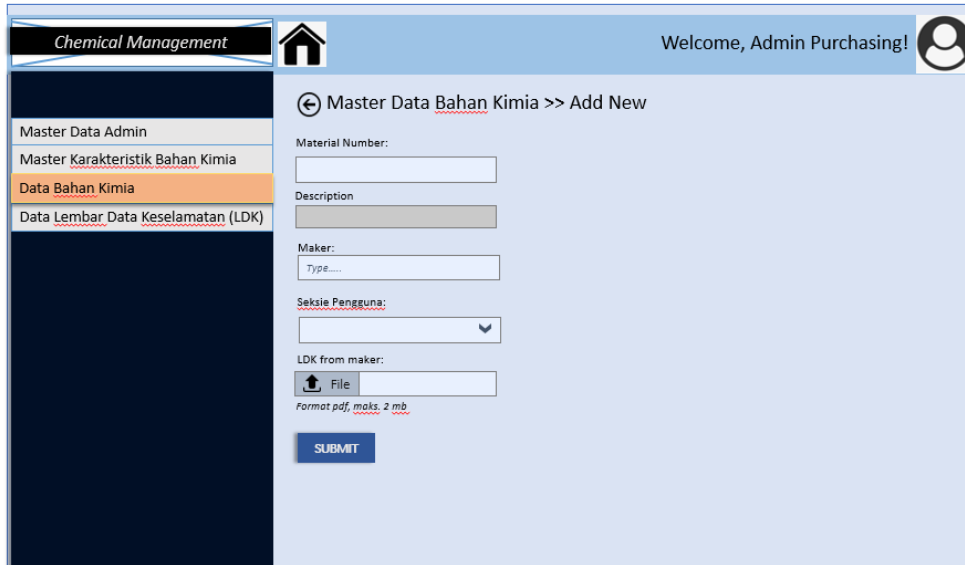 Chemical Management
Welcome, Admin Purchasing!
Master Data Bahan Kimia >> Add New
Master Data Admin
Master Karakteristik Bahan Kimia
Data Bahan Kimia
Data Lembar Data Keselamatan (LDK)
Material Number:
Description
Maker:
Type.....
Seksie Pengguna:
LDK from maker:
File
Format pdf, maks. 2 mb
SUBMIT